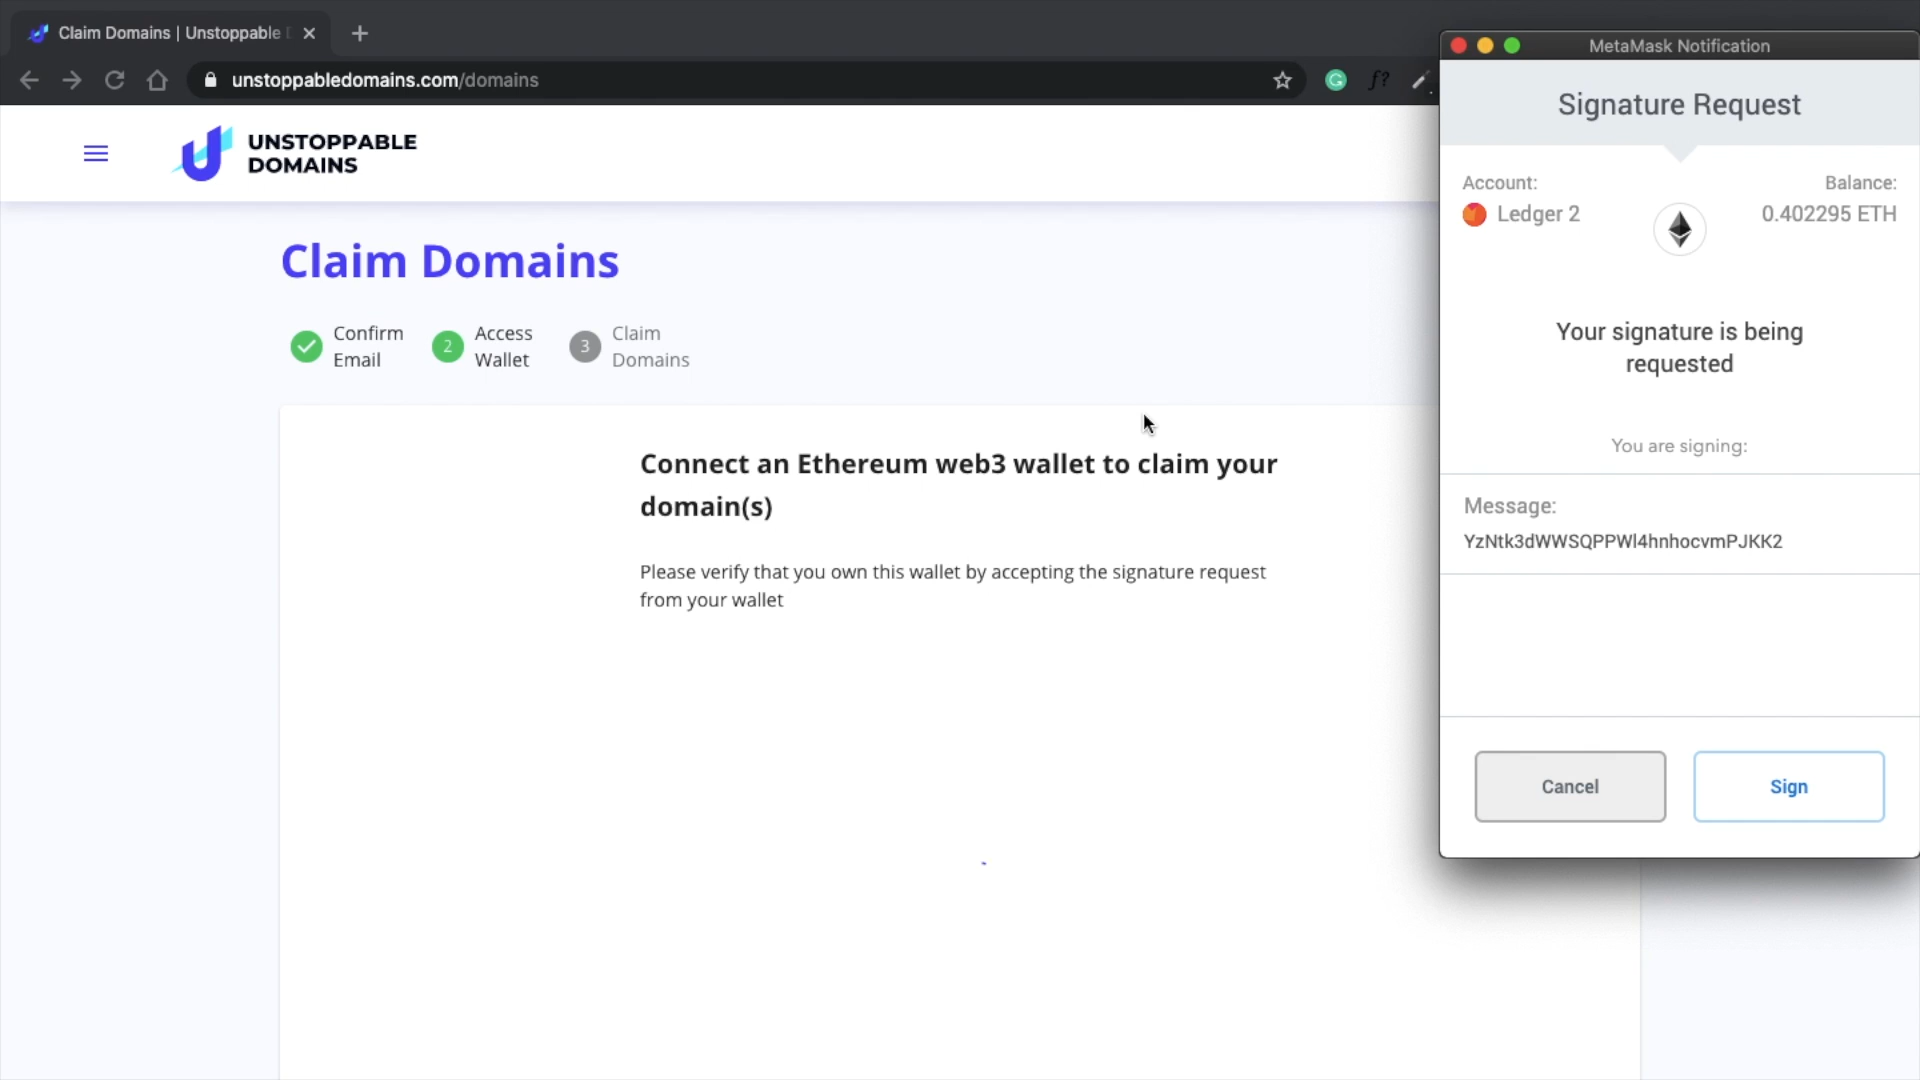 Claim Domains | Unstoppable
unstoppabledomains.com/domains
f?
UNSTOPPABLE
DOMAINS
Claim Domains
Confirm
Email
2
Access
Wallet
3
Claim
Domains
Connect an Ethereum web3 wallet to claim your
domain(s)
Please verify that you own this wallet by accepting the signature request
from your wallet
MetaMask Notification
Signature Request
Account:
Balance:
Ledger 2
0.402295 ETH
Your signature is being
requested
You are signing:
Message:
YzNtk3dWWSQPPWl4hnhocvmPJKK2
Cancel
Sign